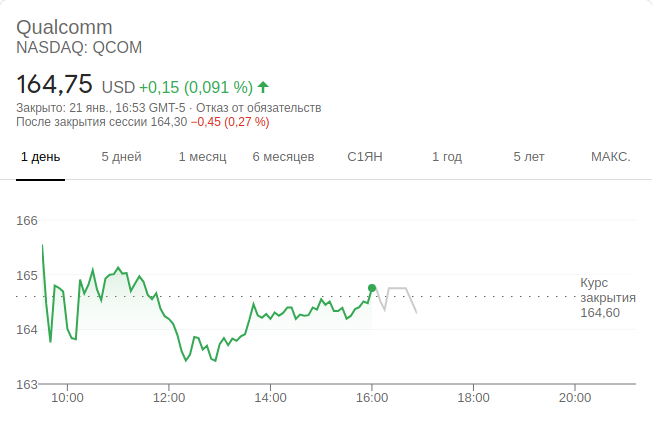 Qualcomm
NASDAQ: QCOM
164,75 USD +0,15 (0,091 %)
Закрыто: 21 янв., 16:53 GMT-5 · Отказ от обязательств
После закрытия сессии 164,30 −0,45 (0,27 %)
1 день 5 дней 1 месяц 6 месяцев С1ЯН 1 год 5 лет МАКС.
166
165
Курс
закрытия
164,60
164
163
10:00 12:00 14:00 16:00 18:00 20:00